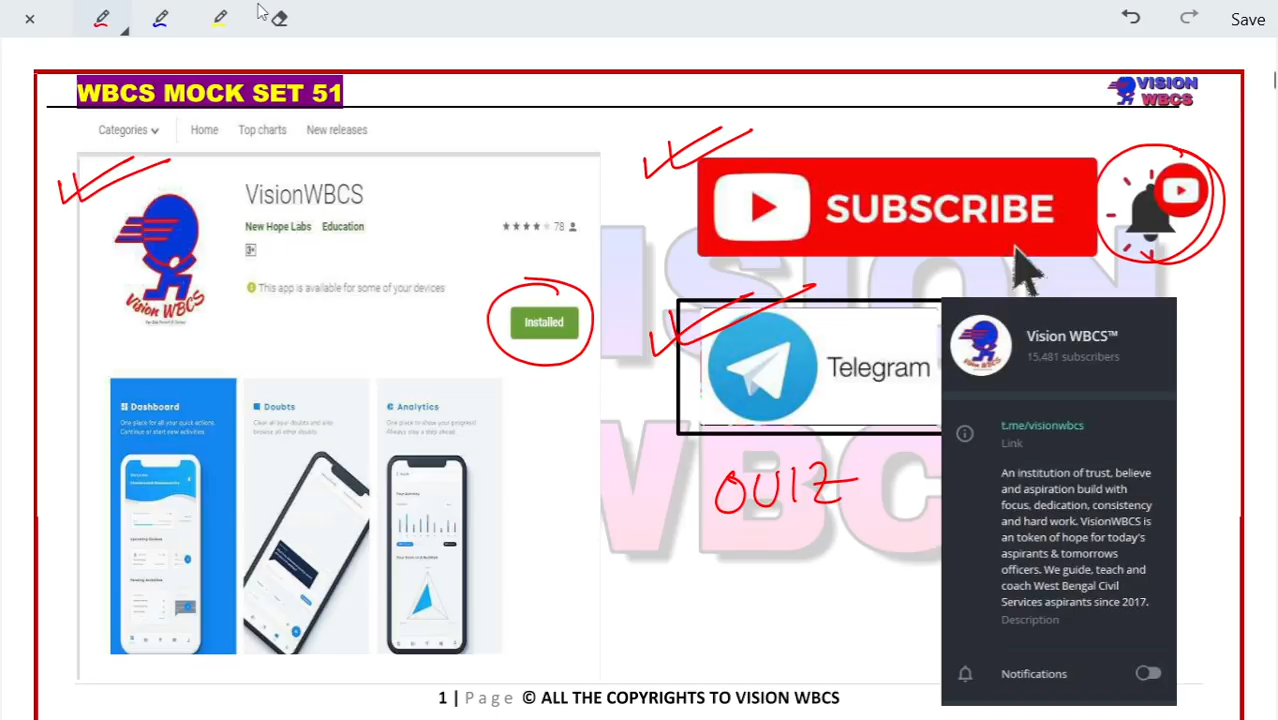 Save
WBCS MOCK SET 51
VISION
WBCS
Categories
Home
Top charts
New releases
VisionWBCS
New Hope Labs
Education
78
3+
This app is available for some of your devices
Installed
Vision WBCS
Dashboard
One place for all your quick actions.
Continue or start new activities.
Doubts
Clear all your doubts and also
browse all other doubts.
Analytics
One place to show your progress!
Always stay a step ahead.
SUBSCRIBE
Telegram
Vision WBCS™
15,481 subscribers
t.me/visionwbcs
Link
An institution of trust, believe
and aspiration build with
focus, dedication, consistency
and hard work. VisionWBCS is
an token of hope for today's
aspirants & tomorrows
officers. We guide, teach and
coach West Bengal Civil
Services aspirants since 2017.
Description
Notifications
QUIZ
VISION
WBC
1 | Page © ALL THE COPYRIGHTS TO VISION WBCS